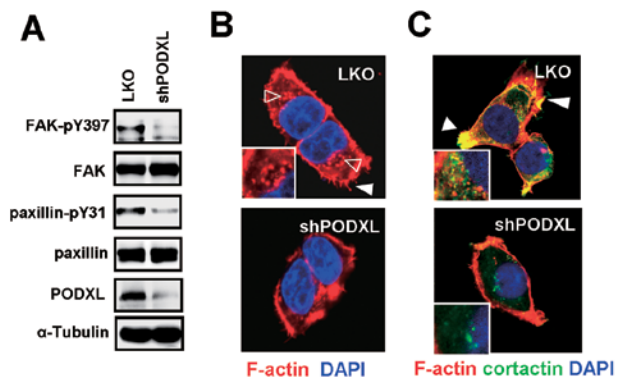 A
LKO
shPODXL
FAK-pY397
FAK
paxillin-pY31
paxillin
PODXL
α-Tubulin
B
LKO
shPODXL
F-actin DAPI
C
LKO
shPODXL
F-actin cortactin DAPI